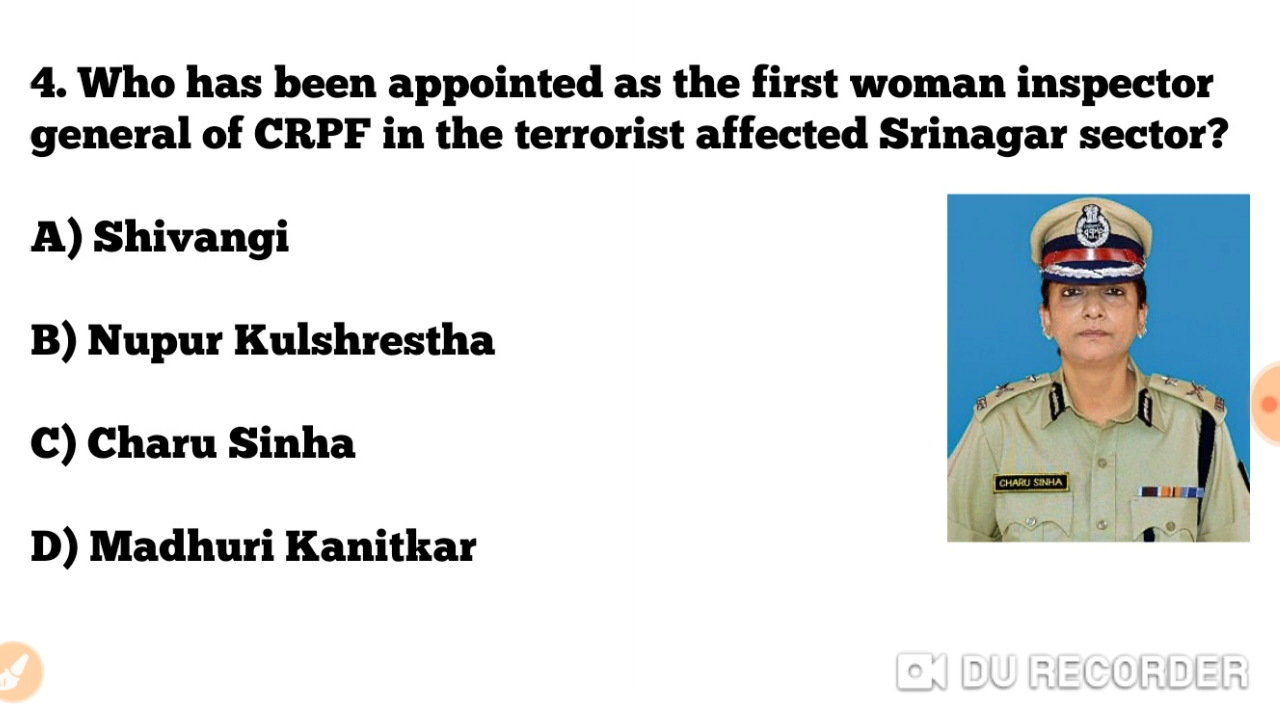 4. Who has been appointed as the first woman inspector
general of CRPF in the terrorist affected Srinagar sector?
A) Shivangi
B) Nupur Kulshrestha
C) Charu Sinha
D) Madhuri Kanitkar
CHARU SINHA
DU RECORDER